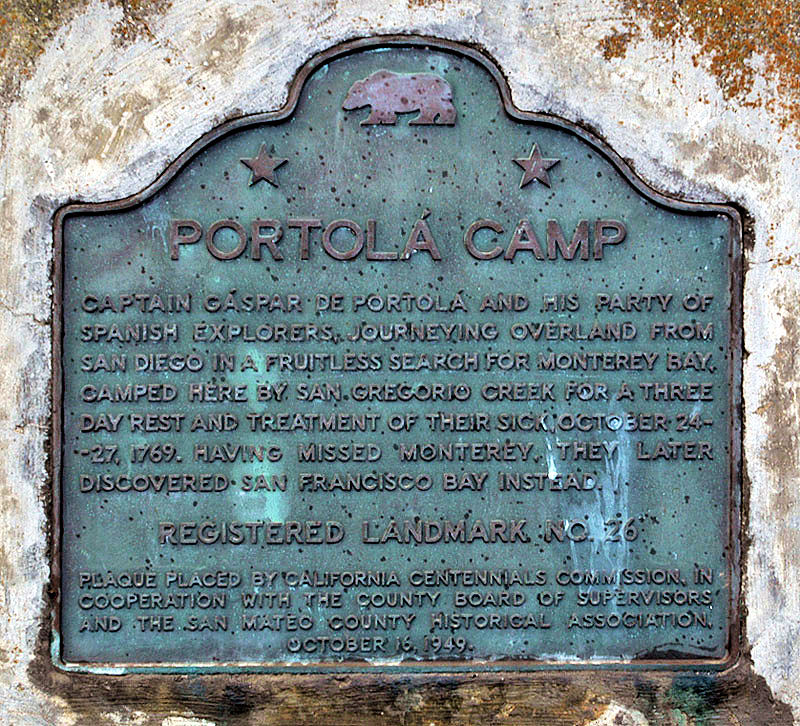 PORTOLÁ CAMP
CAPTAIN GÁSPAR DE PORTOLÁ AND HIS PARTY OF
SPANISH EXPLORERS, JOURNEYING OVERLAND FROM
SAN DIEGO IN A FRUITLESS SEARCH FOR MONTEREY BAY,
CAMPED HERE BY SAN GREGORIO CREEK FOR A THREE
DAY REST AND TREATMENT OF THEIR SICK, OCTOBER 24-
-27, 1769. HAVING MISSED MONTEREY, THEY LATER
DISCOVERED SAN FRANCISCO BAY INSTEAD.
REGISTERED LANDMARK NO. 26
PLAQUE PLACED BY CALIFORNIA CENTENNIALS COMMISSION, IN
COOPERATION WITH THE COUNTY BOARD OF SUPERVISORS
AND THE SAN MATEO COUNTY HISTORICAL ASSOCIATION,
OCTOBER 16, 1949.